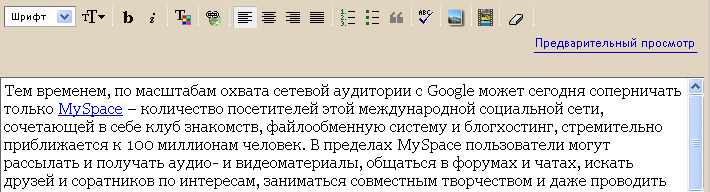 Шрифт T b i ABC
Предварительный просмотр
Тем временем, по масштабам охвата сетевой аудитории с Google может сегодня соперничать
только MySpace – количество посетителей этой международной социальной сети,
сочетающей в себе клуб знакомств, файлообменную систему и блогхостинг, стремительно
приближается к 100 миллионам человек. В пределах MySpace пользователи могут
рассылать и получать аудио- и видеоматериалы, общаться в форумах и чатах, искать
друзей и соратников по интересам, заниматься совместным творчеством и даже проводить